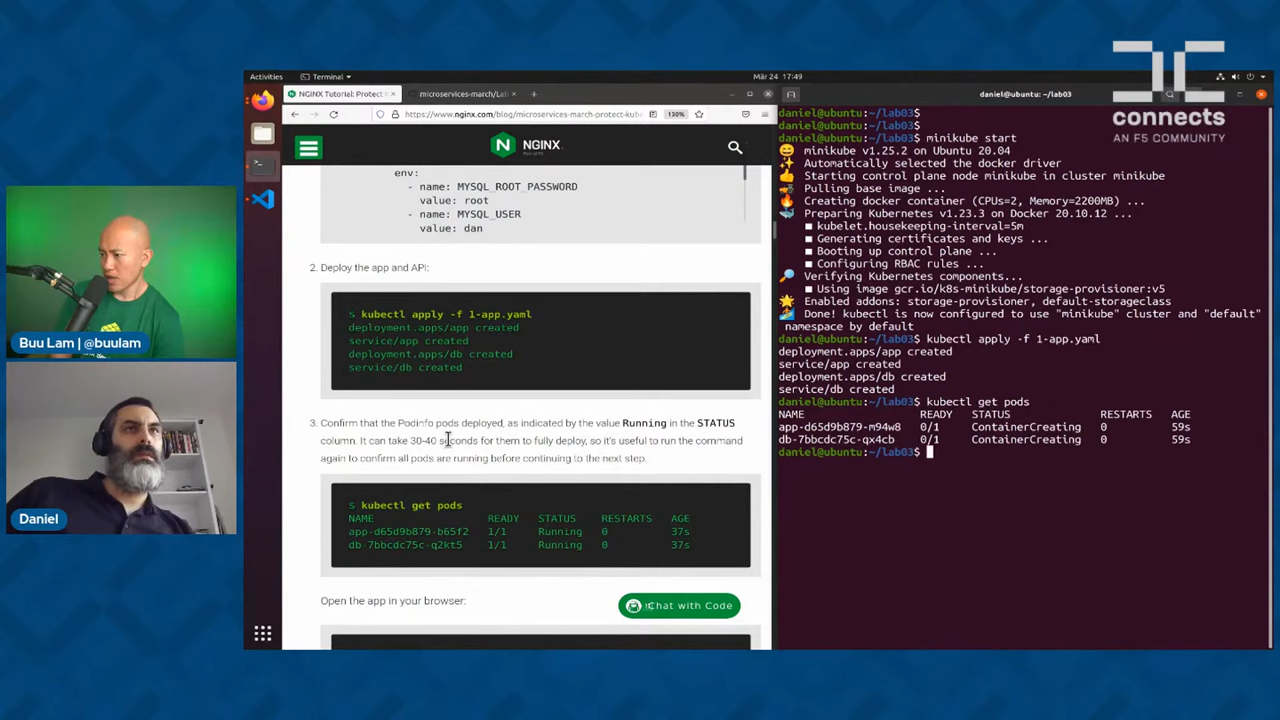 connects
AN F5 COMMUNITY
Activities
Terminal
Mär 24 17:49
NGINX Tutorial: Protect
microservices-march/Lab
https://www.nginx.com/blog/microservices-march-protect-kube
130%
NGINX
env:
- name: MYSQL_ROOT_PASSWORD
value: root
- name: MYSQL_USER
value: dan
2. Deploy the app and API:
$ kubectl apply -f 1-app.yaml
deployment.apps/app created
service/app created
deployment.apps/db created
service/db created
3. Confirm that the Podinfo pods deployed, as indicated by the value Running in the STATUS
column. It can take 30-40 seconds for them to fully deploy, so it's useful to run the command
again to confirm all pods are running before continuing to the next step.
$ kubectl get pods
NAME READY STATUS RESTARTS AGE
app-d65d9b879-b65f2 1/1 Running 0 37s
db-7bbcdc75c-q2kt5 1/1 Running 0 37s
Open the app in your browser:
Chat with Code
daniel@ubuntu: ~/lab03
daniel@ubuntu:~/lab03$
daniel@ubuntu:~/lab03$
daniel@ubuntu:~/lab03$ minikube start
minikube v1.25.2 on Ubuntu 20.04
Automatically selected the docker driver
Starting control plane node minikube in cluster minikube
Pulling base image ...
Creating docker container (CPUs=2, Memory=2200MB) ...
Preparing Kubernetes v1.23.3 on Docker 20.10.12 ...
kubelet.housekeeping-interval=5m
Generating certificates and keys ...
Booting up control plane ...
Configuring RBAC rules ...
Verifying Kubernetes components...
Using image gcr.io/k8s-minikube/storage-provisioner:v5
Enabled addons: storage-provisioner, default-storageclass
Done! kubectl is now configured to use "minikube" cluster and "default"
namespace by default
daniel@ubuntu:~/lab03$ kubectl apply -f 1-app.yaml
deployment.apps/app created
service/app created
deployment.apps/db created
service/db created
daniel@ubuntu:~/lab03$ kubectl get pods
NAME READY STATUS RESTARTS AGE
app-d65d9b879-m94w8 0/1 ContainerCreating 0 59s
db-7bbcdc75c-qx4cb 0/1 ContainerCreating 0 59s
daniel@ubuntu:~/lab03$
Buu Lam | @buulam
Daniel